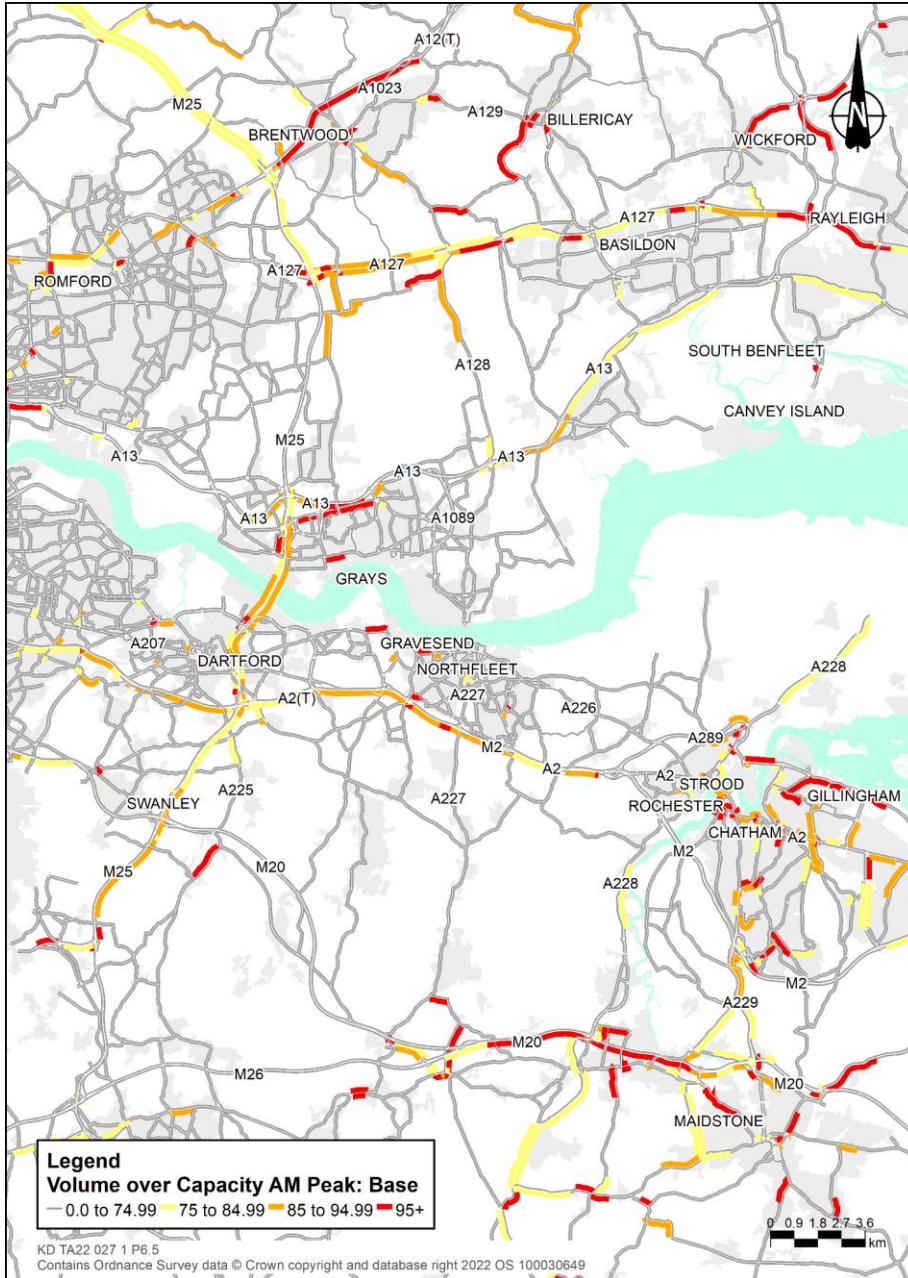 A12(T)
A1023
M25
A129
BILLERICAY
BRENTWOOD
WICKFORD
N
A127
RAYLEIGH
BASILDON
A127
A127
ROMFORD
SOUTH BENFLEET
A128
A13
CANVEY ISLAND
M25
A13
A13
A13
A13
A13
A1089
GRAYS
A207
GRAVESEND
DARTFORD
NORTHFLEET
A228
A2(T)
A227
A226
M2
A289
A2
A2
STROOD
SWANLEY
A225
A227
ROCHESTER
GILLINGHAM
CHATHAM
A2
M2
M25
M20
A228
M2
A229
M20
M26
M20
MAIDSTONE
Legend
Volume over Capacity AM Peak: Base
0.0 to 74.99 75 to 84.99 85 to 94.99 95+
0 0.9 1.8 2.7 3.6
km
KD TA22 027 1 P6.5
Contains Ordnance Survey data © Crown copyright and database right 2022 OS 100030649